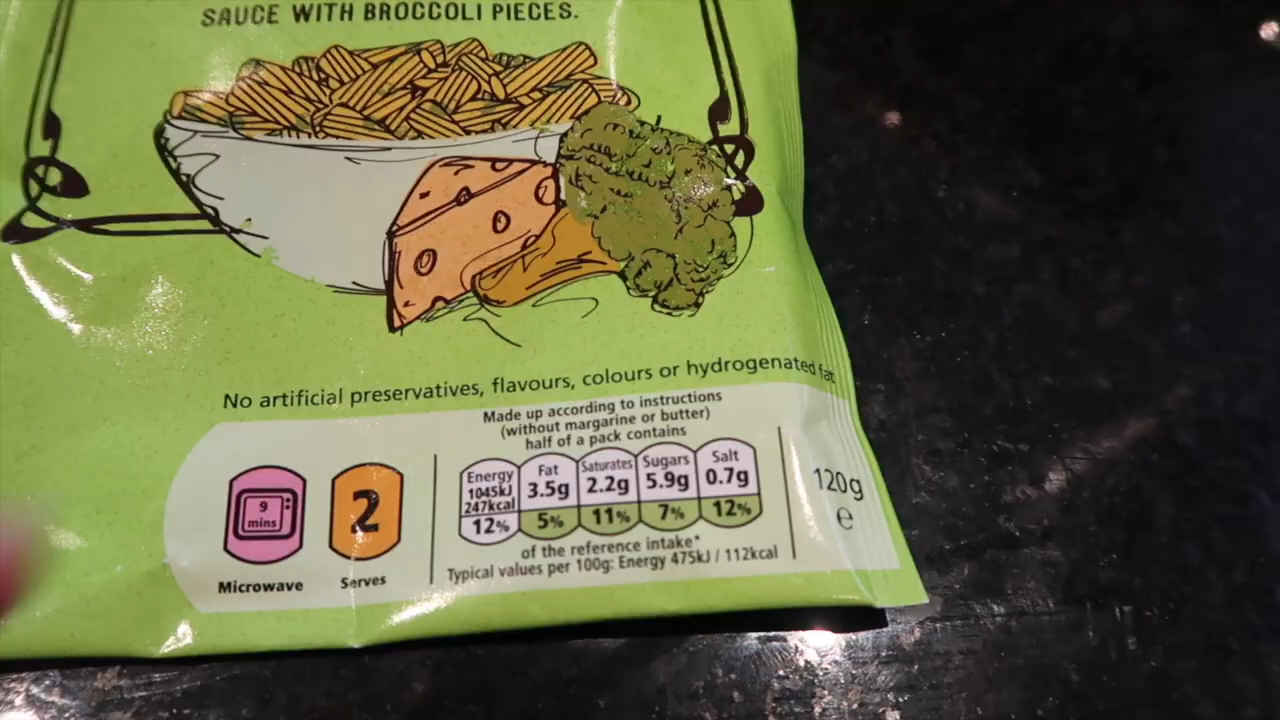 SAUCE WITH BROCCOLI PIECES.
No artificial preservatives, flavours, colours or hydrogenated fat
Made up according to instructions
(without margarine or butter)
half of a pack contains
9
mins
Microwave
2
Serves
Energy
1045kJ
247kcal
12%
Fat
3.5g
5%
Saturates
2.2g
11%
Sugars
5.9g
7%
Salt
0.7g
12%
of the reference intake*
Typical values per 100g: Energy 475kJ / 112kcal
120g
e